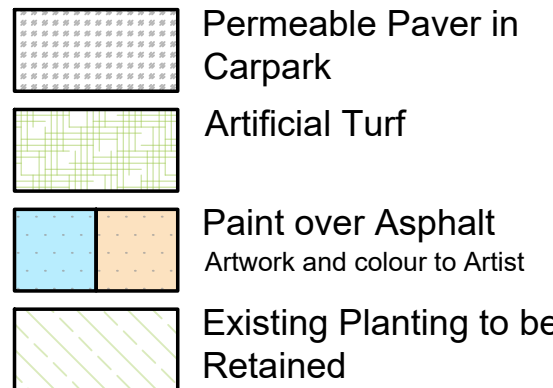 Permeable Paver in
Carpark
Artificial Turf
Paint over Asphalt
Artwork and colour to Artist
Existing Planting to be
Retained